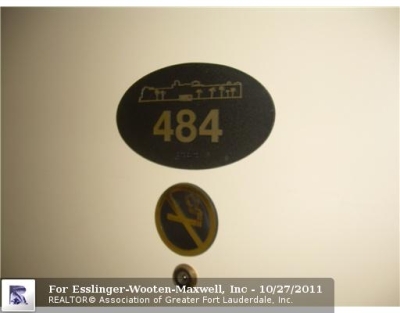 484
For Esslinger-Wooten-Maxwell, Inc - 10/27/2011
REALTOR® Association of Greater Fort Lauderdale, Inc.